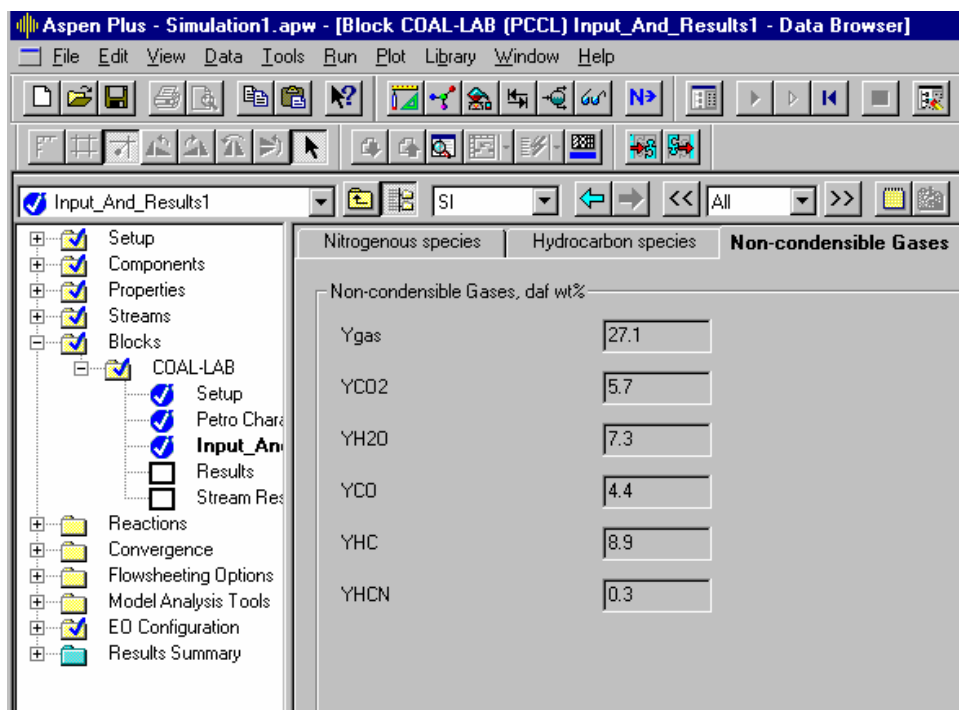 Aspen Plus - Simulation1.apw - [Block COAL-LAB (PCCL) Input_And_Results1 - Data Browser]
File Edit View Data Tools Run Plot Library Window Help
N>
Input_And_Results1 SI << All >>
Setup
Components
Properties
Streams
Blocks
COAL-LAB
Setup
Petro Chara
Input_An
Results
Stream Res
Reactions
Convergence
Flowsheeting Options
Model Analysis Tools
EO Configuration
Results Summary
Nitrogenous species Hydrocarbon species Non-condensible Gases
Non-condensible Gases, daf wt%
Ygas 27.1
YCO2 5.7
YH2O 7.3
YCO 4.4
YHC 8.9
YHCN 0.3